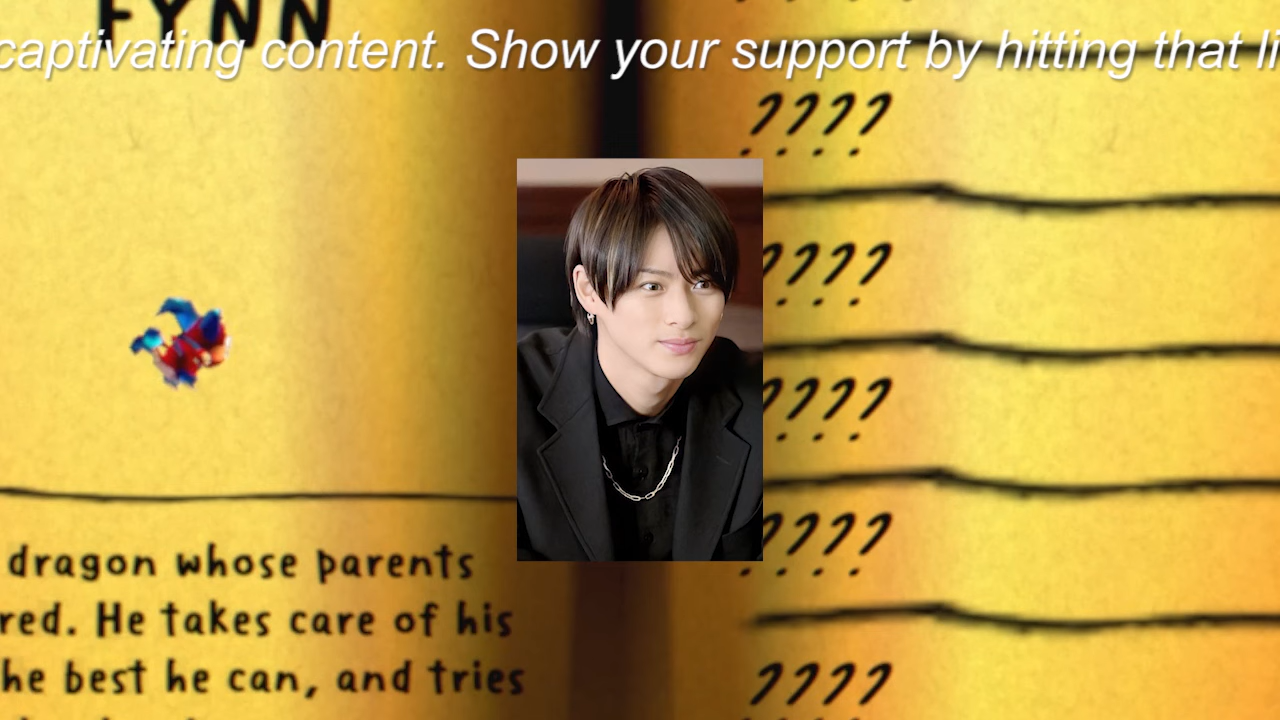 FYNN
captivating content. Show your support by hitting that li
????
????
????
????
????
dragon whose parents
red. He takes care of his
he best he can, and tries